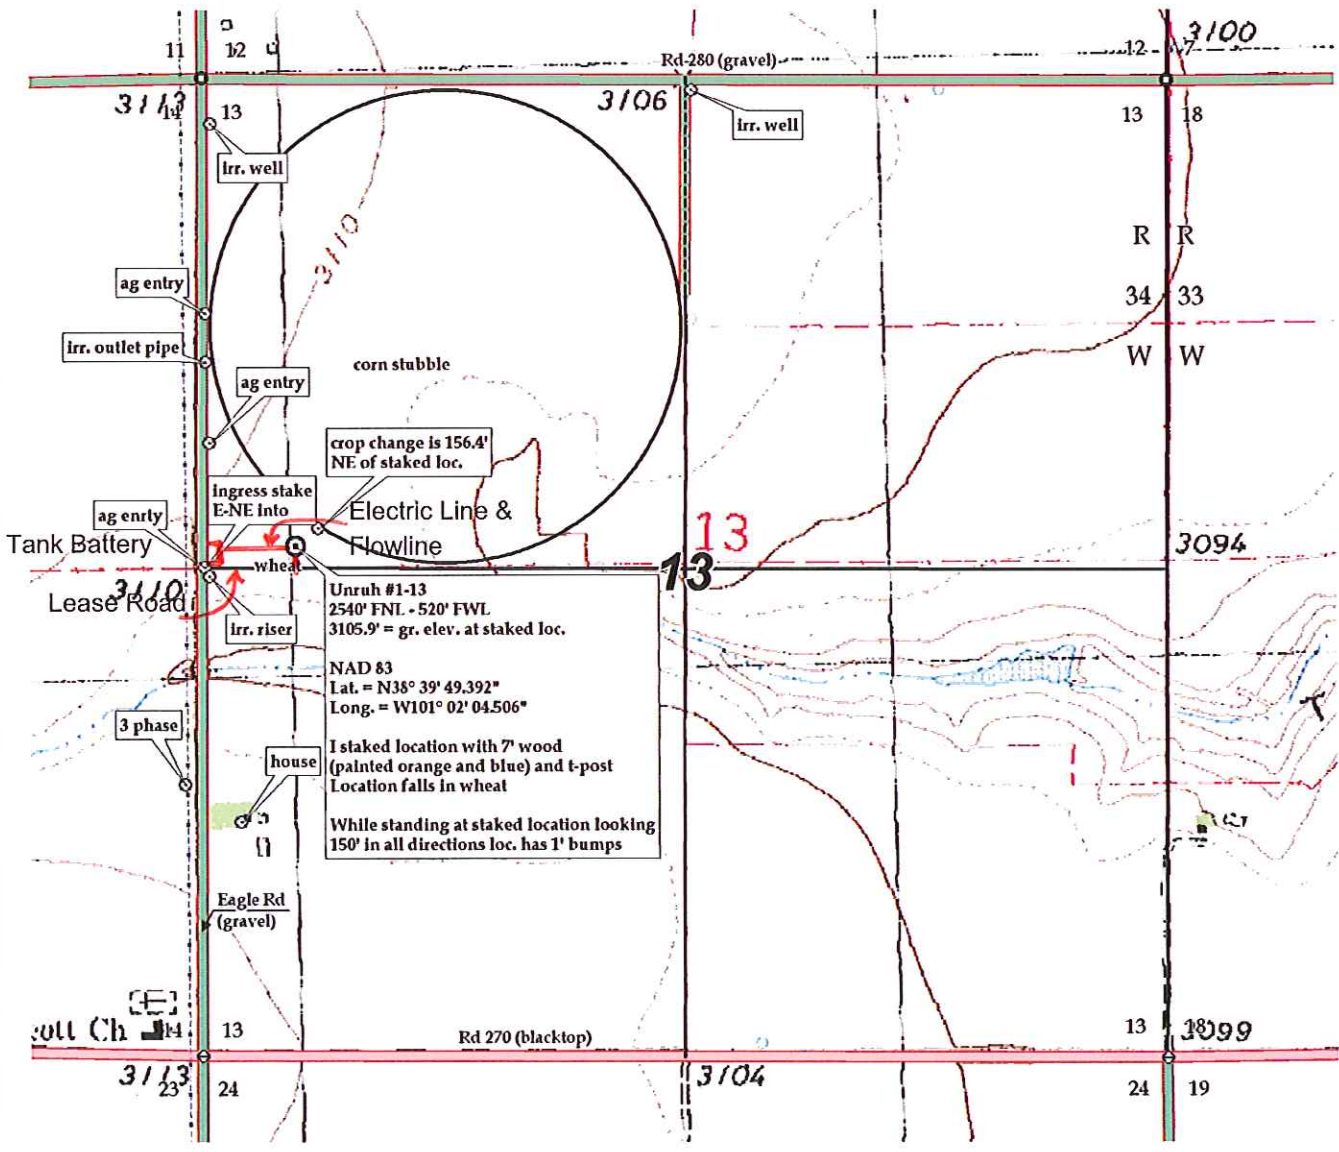 3100
11 12
12 7
Rd 280 (gravel)
3113
14 13
3106
13 18
irr. well
irr. well
3110
R R
ag entry
34 33
irr. outlet pipe
W W
corn stubble
ag entry
crop change is 156.4'
NE of staked loc.
ingress stake
E-NE into
ag enrty
Electric Line &
Flowline
Tank Battery
13
3094
wheat
13
3110
Lease Road
irr. riser
Unruh #1-13
2540' FNL - 520' FWL
3105.9' = gr. elev. at staked loc.
NAD 83
Lat. = N38° 39' 49.392"
Long. = W101° 02' 04.506"
I staked location with 7' wood
(painted orange and blue) and t-post
Location falls in wheat
While standing at staked location looking
150' in all directions loc. has 1' bumps
3 phase
house
Eagle Rd
(gravel)
Ch
14 13
Rd 270 (blacktop)
13 18
3099
3113
23 24
3104
24 19